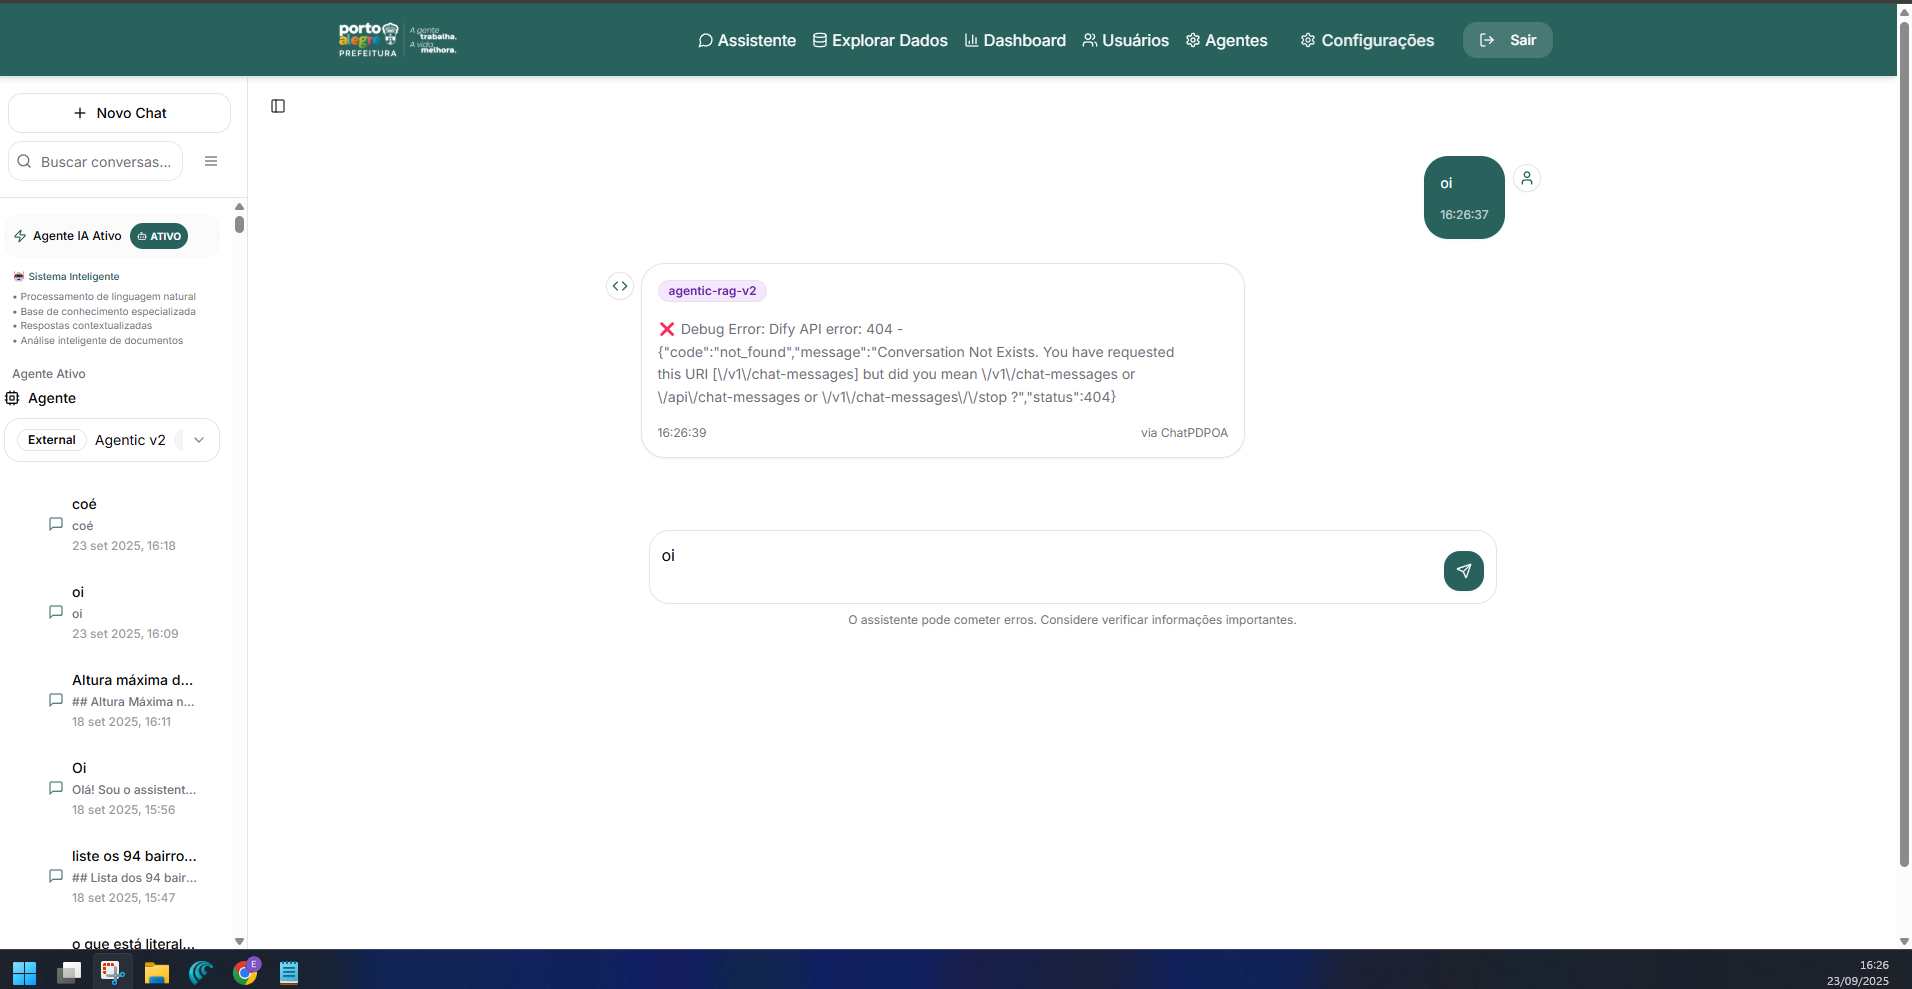 porto
alegre
PREFEITURA
A gente
trabalha.
A vida
melhora.
Assistente
Explorar Dados
Dashboard
Usuários
Agentes
Configurações
Sair
Novo Chat
Buscar conversas...
Agente IA Ativo
ATIVO
Sistema Inteligente
• Processamento de linguagem natural
• Base de conhecimento especializada
• Respostas contextualizadas
• Análise inteligente de documentos
Agente Ativo
Agente
External Agentic v2
coé
coé
23 set 2025, 16:18
oi
oi
23 set 2025, 16:09
Altura máxima d...
## Altura Máxima n...
18 set 2025, 16:11
Oi
Olá! Sou o assistent...
18 set 2025, 15:56
liste os 94 bairro...
## Lista dos 94 bair...
18 set 2025, 15:47
o que está literal...
oi
16:26:37
agentic-rag-v2
❌ Debug Error: Dify API error: 404 -
{"code":"not_found","message":"Conversation Not Exists. You have requested
this URI [\/v1\/chat-messages] but did you mean \/v1\/chat-messages or
\/api\/chat-messages or \/v1\/chat-messages\/\/stop ?","status":404}
16:26:39
via ChatPDPOA
oi
O assistente pode cometer erros. Considere verificar informações importantes.
E
16:26
23/09/2025